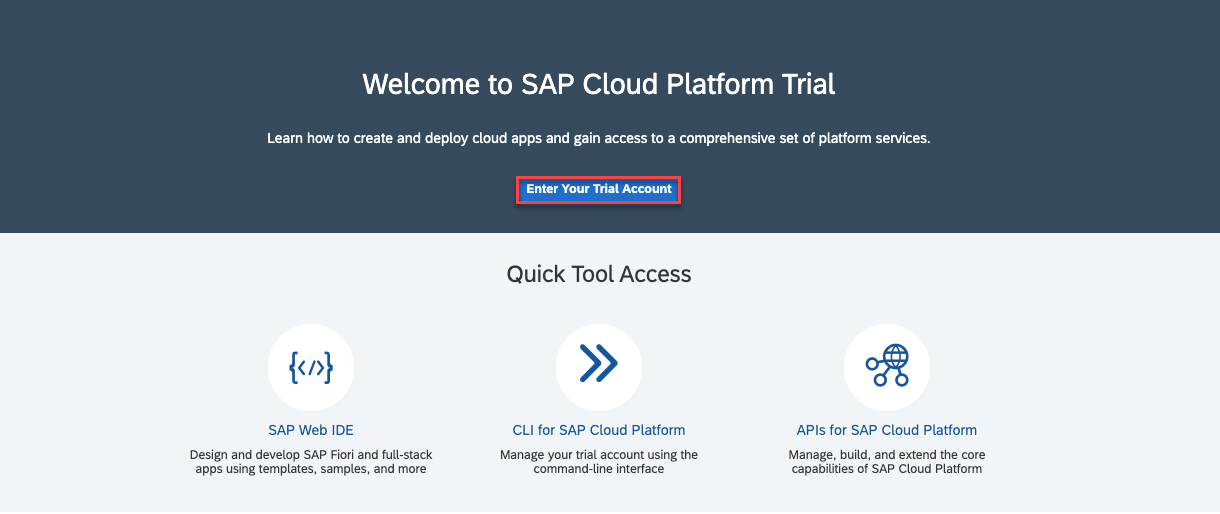 Welcome to SAP Cloud Platform Trial
Learn how to create and deploy cloud apps and gain access to a comprehensive set of platform services.
Enter Your Trial Account
Quick Tool Access
SAP Web IDE
Design and develop SAP Fiori and full-stack
apps using templates, samples, and more
CLI for SAP Cloud Platform
Manage your trial account using the
command-line interface
APIs for SAP Cloud Platform
Manage, build, and extend the core
capabilities of SAP Cloud Platform